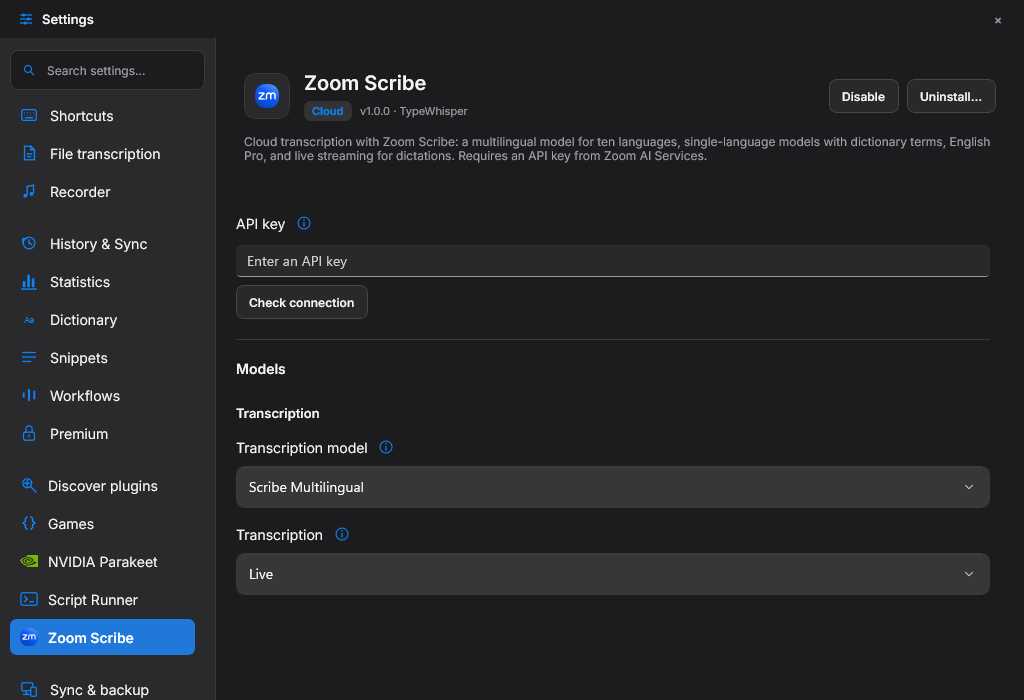 Settings
×
Search settings...
Shortcuts
File transcription
Recorder
History & Sync
Statistics
Aa Dictionary
Snippets
Workflows
Premium
Discover plugins
Games
NVIDIA Parakeet
Script Runner
zm Zoom Scribe
Sync & backup
zm
Zoom Scribe
Cloud v1.0.0 · TypeWhisper
Disable
Uninstall...
Cloud transcription with Zoom Scribe: a multilingual model for ten languages, single-language models with dictionary terms, English
Pro, and live streaming for dictations. Requires an API key from Zoom AI Services.
API key
Enter an API key
Check connection
Models
Transcription
Transcription model
Scribe Multilingual
Transcription
Live